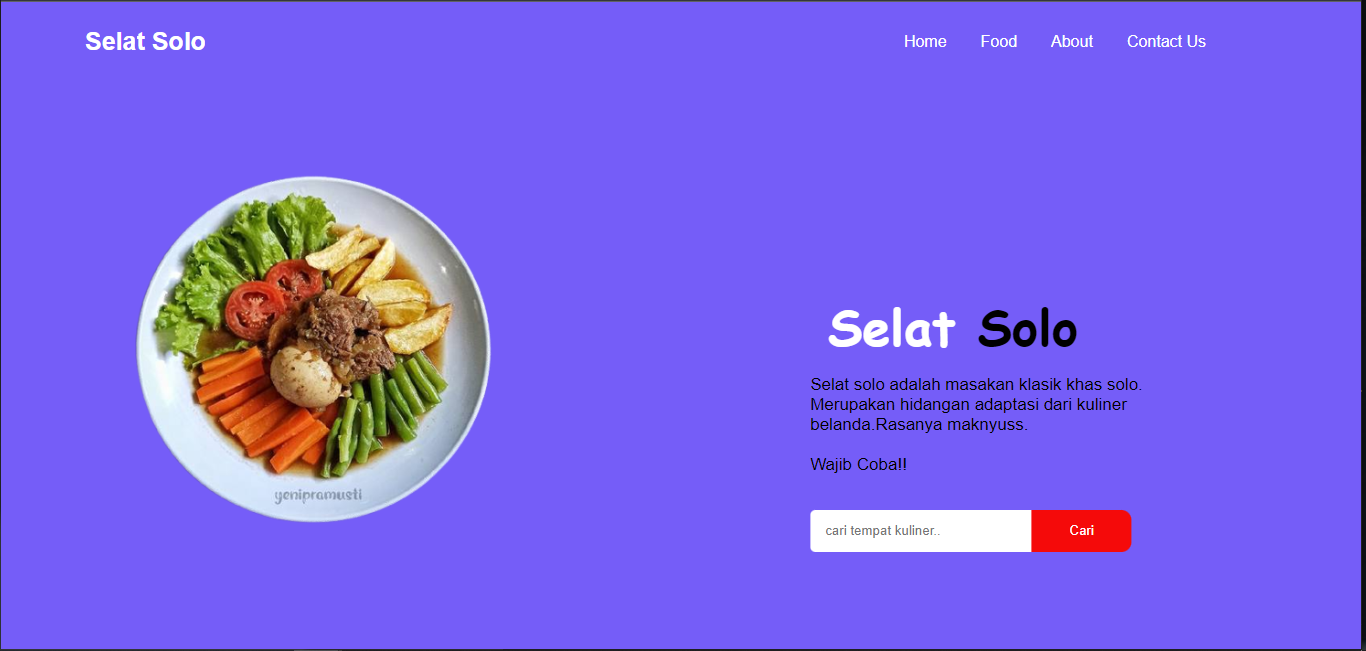 Selat Solo
Home Food About Contact Us
yenipramusti
Selat Solo
Selat solo adalah masakan klasik khas solo.
Merupakan hidangan adaptasi dari kuliner
belanda.Rasanya maknyuss.
Wajib Coba!!
cari tempat kuliner.. Cari